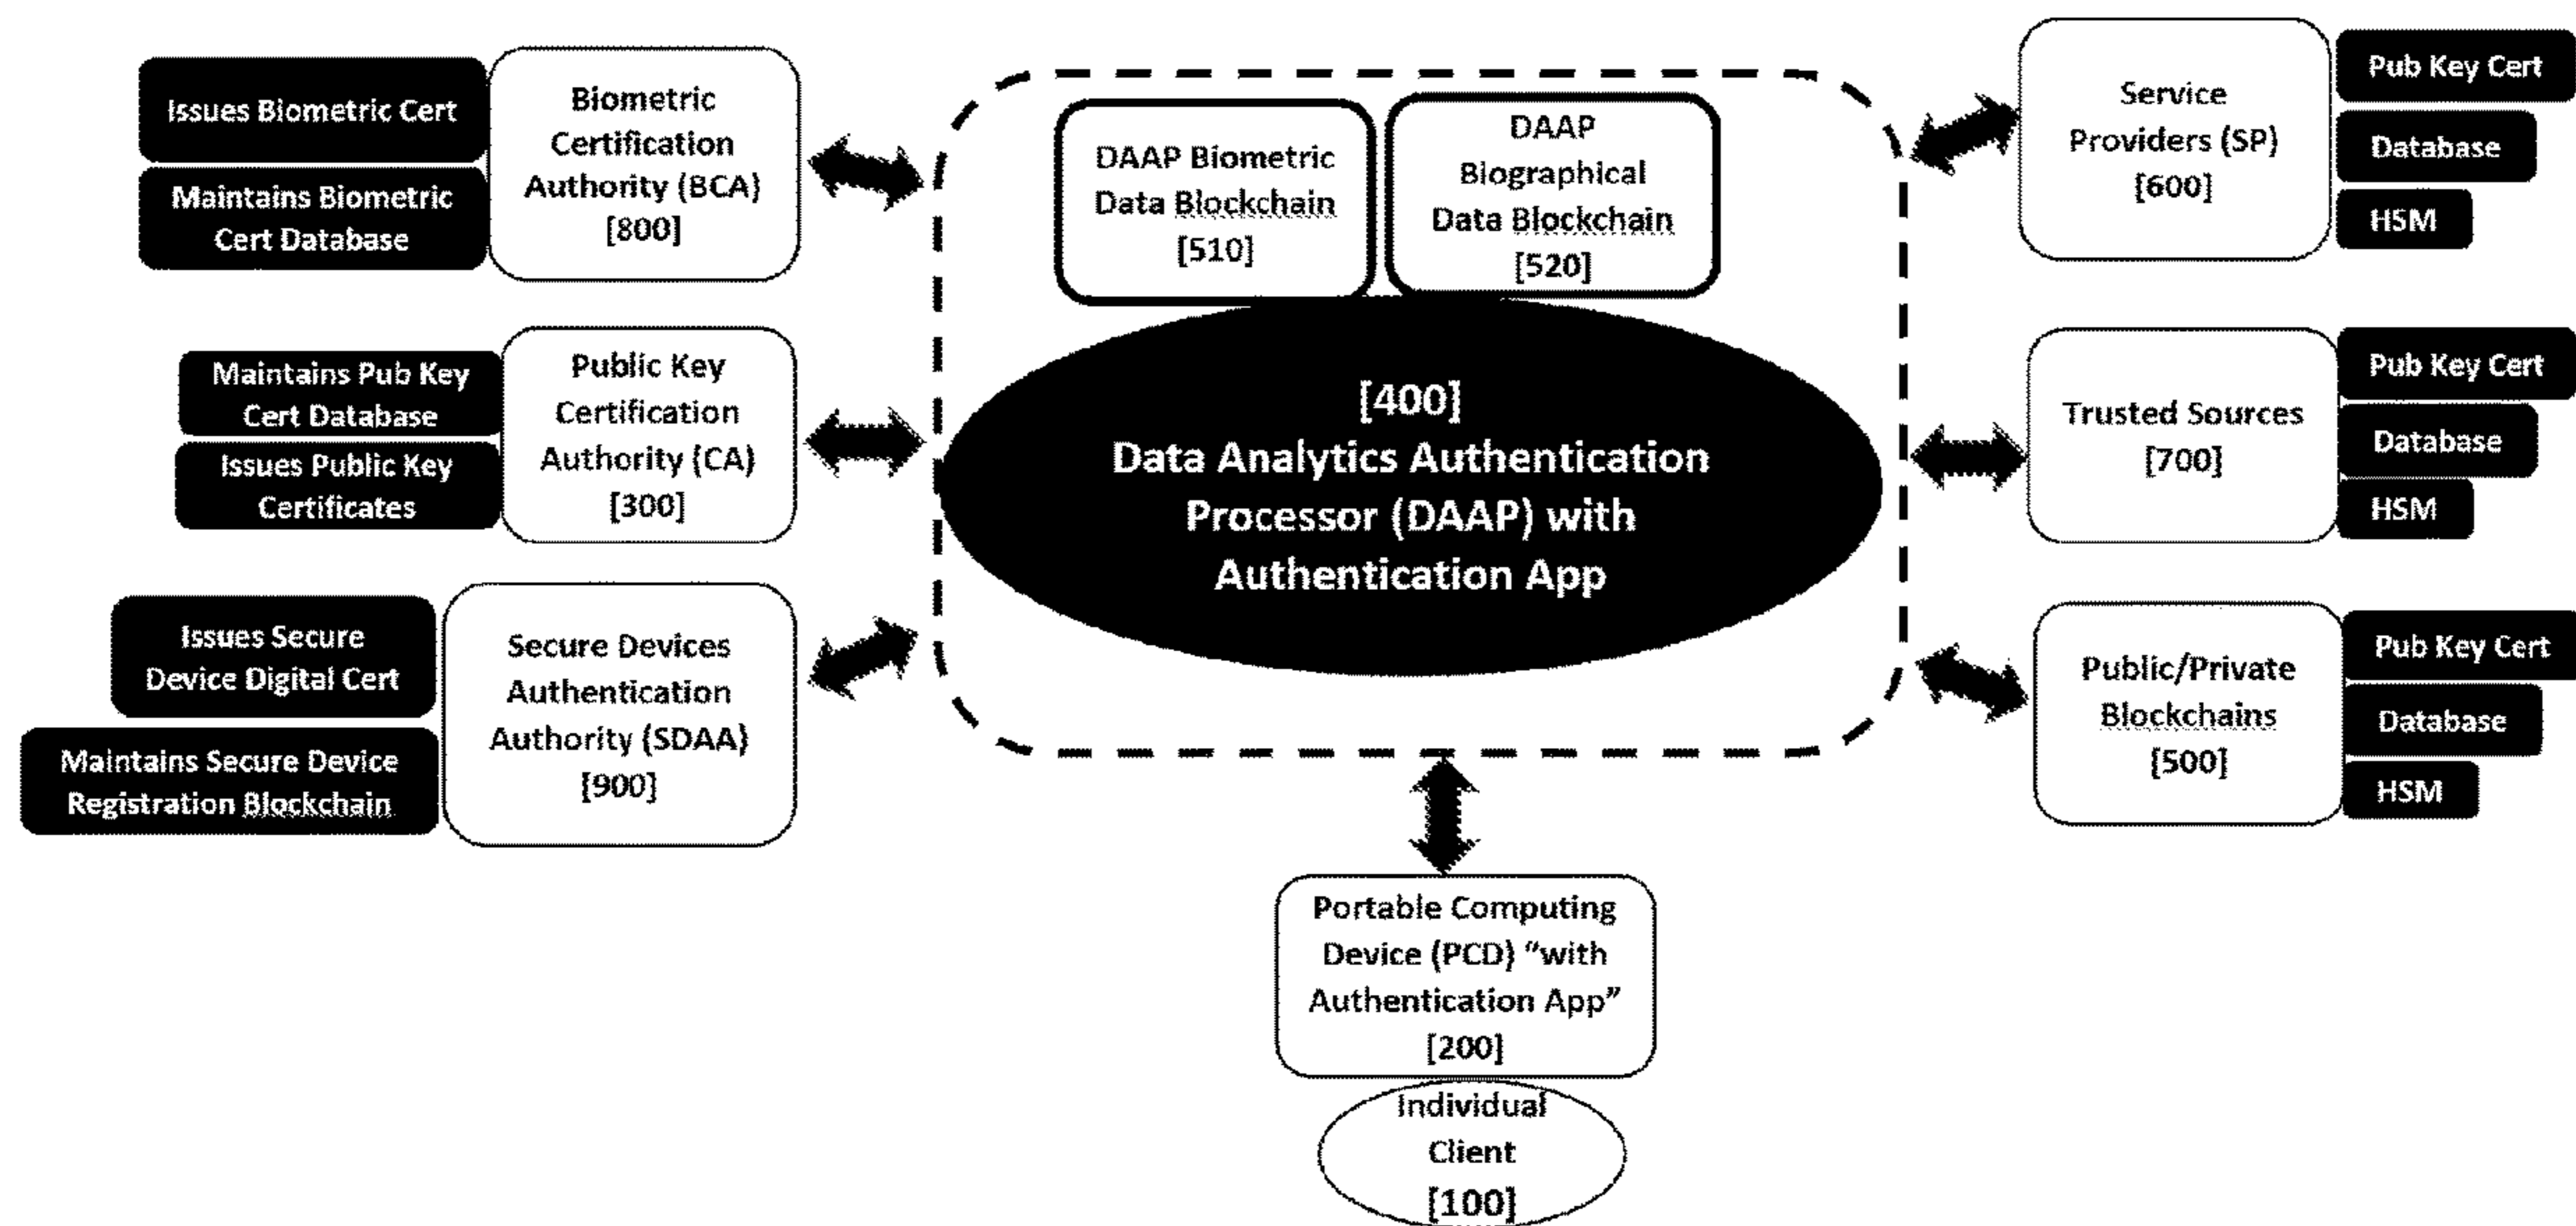 Issues Biometric Cert
Maintains Biometric
Cert Database
Biometric
Certification
Authority (BCA)
[800]
Maintains Pub Key
Cert Database
Issues Public Key
Certificates
Public Key
Certification
Authority (CA)
[300]
Issues Secure
Device Digital Cert
Maintains Secure Device
Registration Blockchain
Secure Devices
Authentication
Authority (SDAA)
[900]
DAAP Biometric
Data Blockchain
[510]
DAAP
Biographical
Data Blockchain
[520]
[400]
Data Analytics Authentication
Processor (DAAP) with
Authentication App
Portable Computing
Device (PCD) “with
Authentication App”
[200]
Individual
Client
[100]
Service
Providers (SP)
[600]
Pub Key Cert
Database
HSM
Trusted Sources
[700]
Pub Key Cert
Database
HSM
Public/Private
Blockchains
[500]
Pub Key Cert
Database
HSM